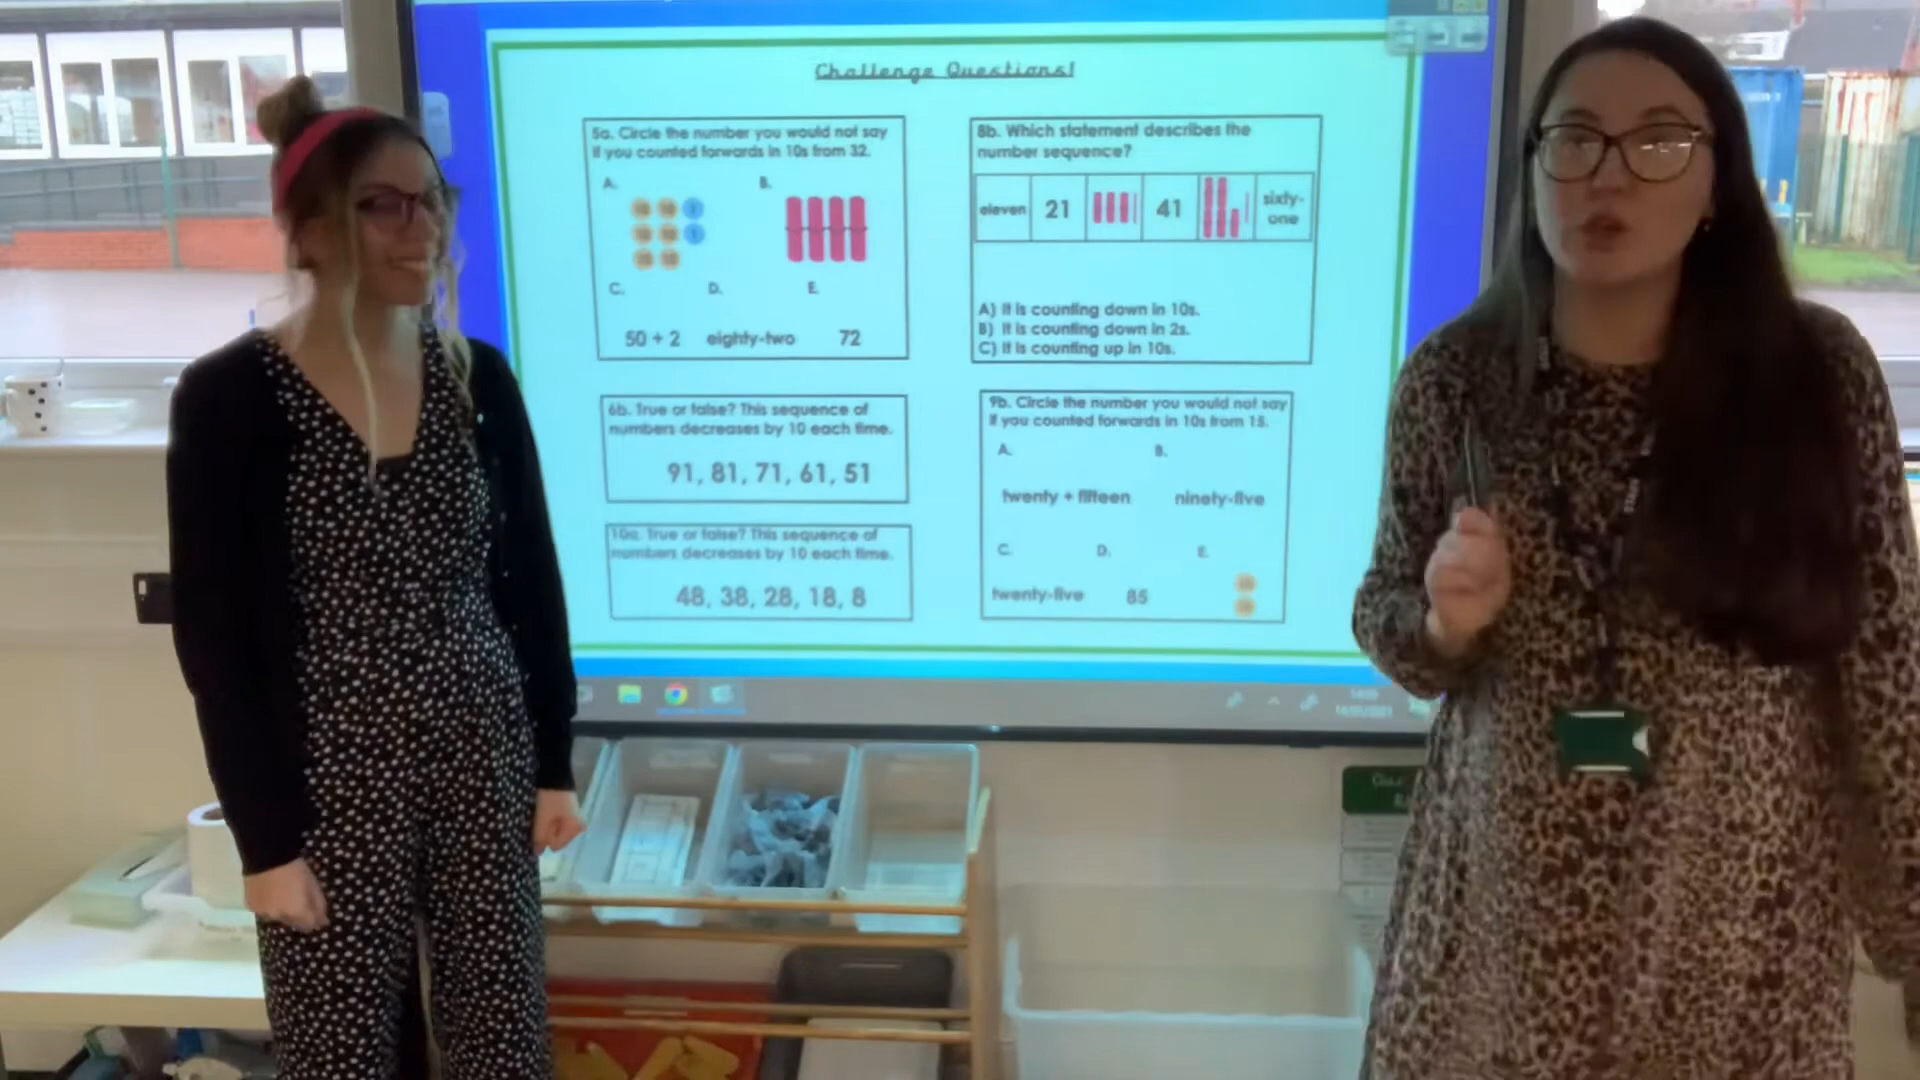 Challenge Questions!
5a. Circle the number you would not say
if you counted forwards in 10s from 32.
A.
B.
C.
D.
E.
50 + 2
eighty-two
72
8b. Which statement describes the
number sequence?
eleven
21
41
sixty-
one
A) It is counting down in 10s.
B) It is counting down in 2s.
C) It is counting up in 10s.
6b. True or false? This sequence of
numbers decreases by 10 each time.
91, 81, 71, 61, 51
9b. Circle the number you would not say
if you counted forwards in 10s from 15.
A.
B.
twenty + fifteen
ninety-five
C.
D.
E.
twenty-five
85
10a. True or false? This sequence of
numbers decreases by 10 each time.
48, 38, 28, 18, 8